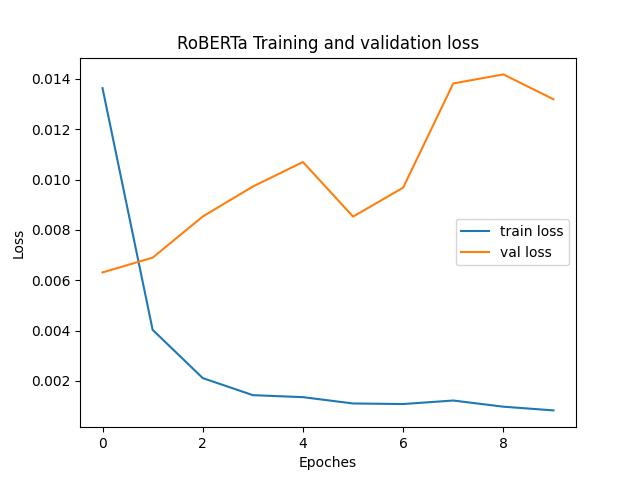 RoBERTa Training and validation loss
0.014
0.012
0.010
0.008
0.006
0.004
0.002
Loss
train loss
val loss
0 2 4 6 8
Epoches